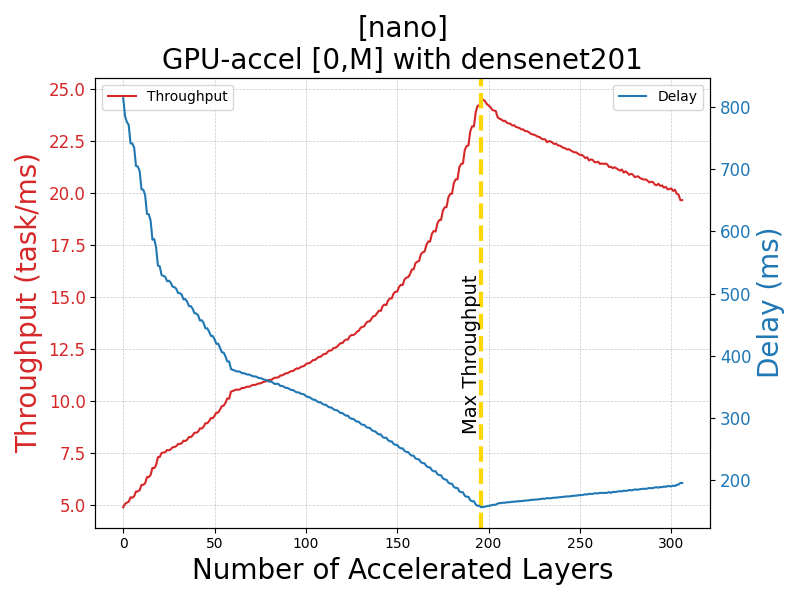 [nano]
GPU-accel [0,M] with densenet201
Throughput
Delay
25.0
22.5
20.0
17.5
15.0
12.5
10.0
7.5
5.0
Throughput (task/ms)
Max Throughput
800
700
600
500
400
300
200
Delay (ms)
0 50 100 150 200 250 300
Number of Accelerated Layers